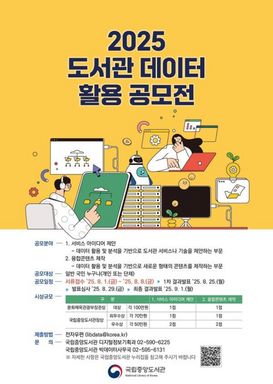 2025
도서관 데이터
활용 공모전
공모분야 — 1. 서비스 아이디어 제안
- 데이터 활용 및 분석을 기반으로 도서관 서비스나 기술을 제안하는 부문
2. 융합콘텐츠 제작
- 데이터 활용 및 분석을 기반으로 새로운 형태의 콘텐츠를 제작하는 부문
공모대상 — 일반 국민 누구나(개인 또는 단체)
공모일정 — 서류접수 '25. 8. 1.(금) ~ '25. 8. 8.(금) 1차 결과발표 '25. 8. 25.(월)
발표심사 '25. 8. 29.(금) 최종 결과발표 '25. 9. 1.(월)
시상규모 — 구 분 1. 서비스 아이디어 제안 2. 융합콘텐츠 제작
문화체육관광부장관상 대상 각 100만원 1점 1점
국립중앙도서관장상 최우수상 각 70만원 1점 1점
우수상 각 50만원 2점 2점
제출방법 — 전자우편 (libdata@korea.kr)
문의 — 국립중앙도서관 디지털정보기획과 02-590-6225
국립중앙도서관 빅데이터사무국 02-595-6131
※ 자세한 사항은 국립중앙도서관 누리집을 참고해 주시기 바랍니다
국립중앙도서관
National Library of Korea